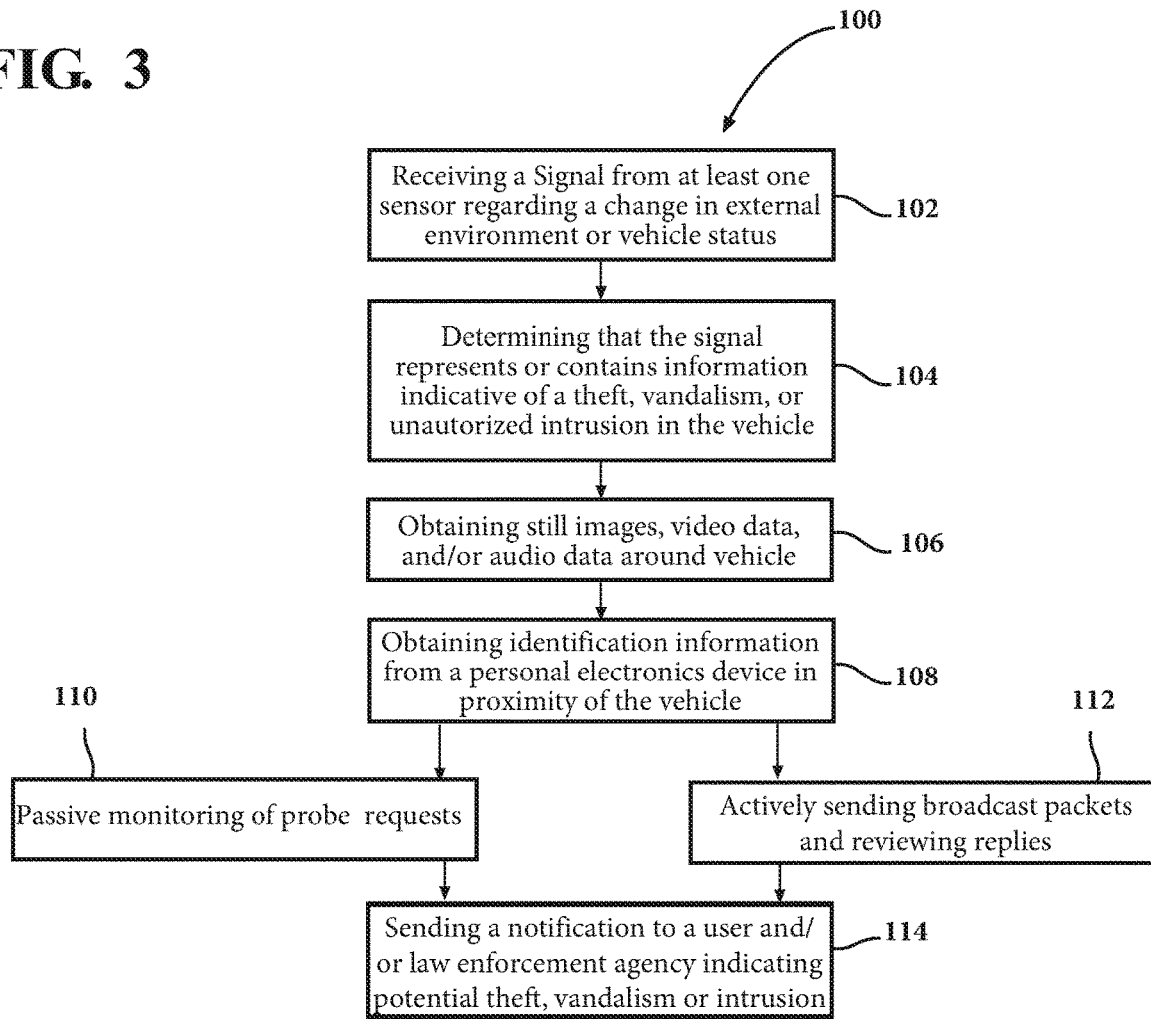 FIG. 3
100
Receiving a Signal from at least one
sensor regarding a change in external
environment or vehicle status
102
Determining that the signal
represents or contains information
indicative of a theft, vandalism, or
unautorized intrusion in the vehicle
104
Obtaining still images, video data,
and/or audio data around vehicle
106
Obtaining identification information
from a personal electronics device in
proximity of the vehicle
108
110
112
Passive monitoring of probe requests
Actively sending broadcast packets
and reviewing replies
Sending a notification to a user and/
or law enforcement agency indicating
potential theft, vandalism or intrusion
114